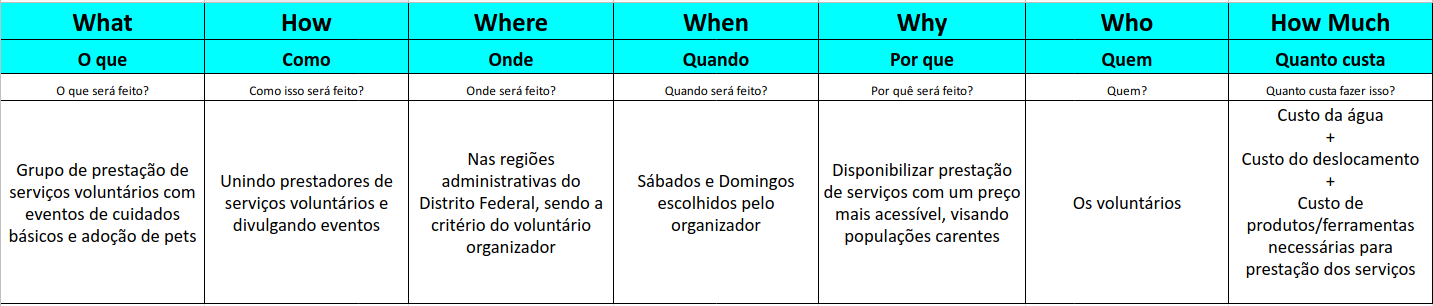 What How Where When Why Who How Much
O que Como Onde Quando Por que Quem Quanto custa
O que será feito? Como isso será feito? Onde será feito? Quando será feito? Por quê será feito? Quem? Quanto custa fazer isso?
Grupo de prestação de
serviços voluntários com
eventos de cuidados
básicos e adoção de pets
Unindo prestadores de
serviços voluntários e
divulgando eventos
Nas regiões
administrativas do
Distrito Federal, sendo a
critério do voluntário
organizador
Sábados e Domingos
escolhidos pelo
organizador
Disponibilizar prestação
de serviços com um preço
mais acessível, visando
populações carentes
Os voluntários
Custo da água
+
Custo do deslocamento
+
Custo de
produtos/ferramentas
necessárias para
prestação dos serviços